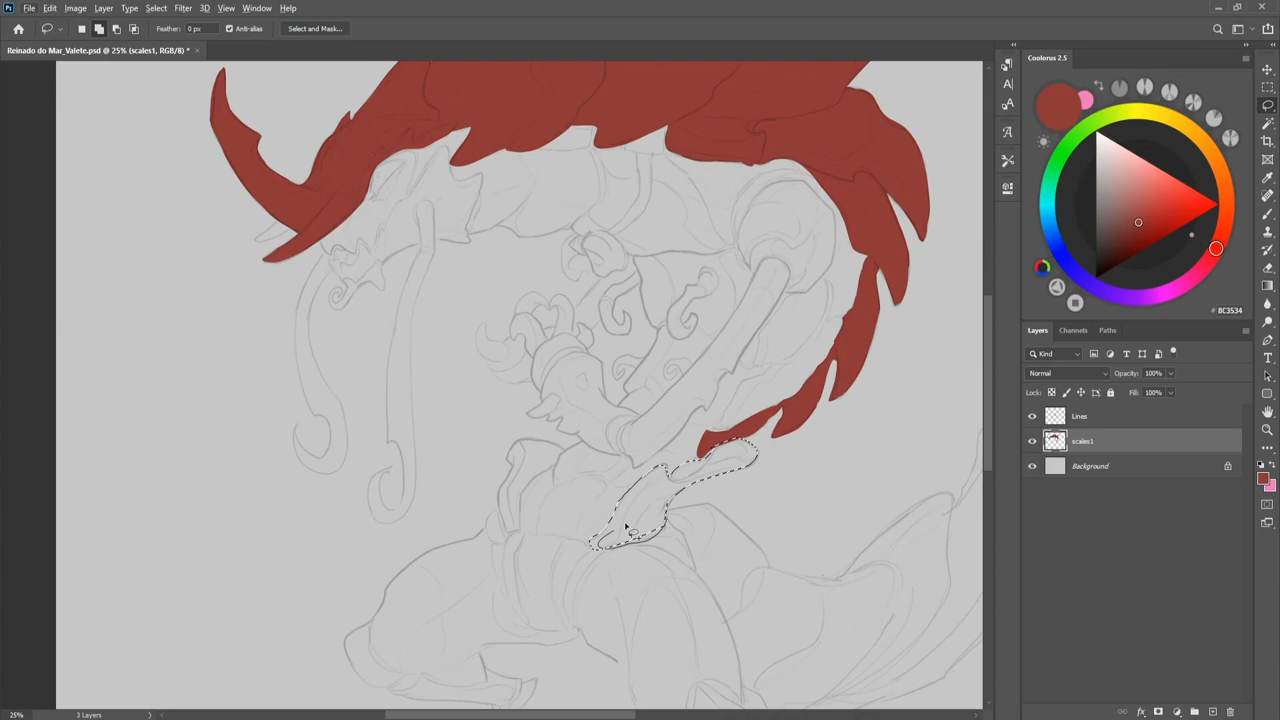 Ps File Edit Image Layer Type Select Filter 3D View Window Help
Feather: 0 px Anti-alias Select and Mask...
Reinado do Mar_Valete.psd @ 25% (scales1, RGB/8) * ×
Coolorus 2.5
#8C3534
Layers Channels Paths
Kind
Normal Opacity: 100%
Lock: Fill: 100%
Lines
scales1
Background
25% 3 Layers